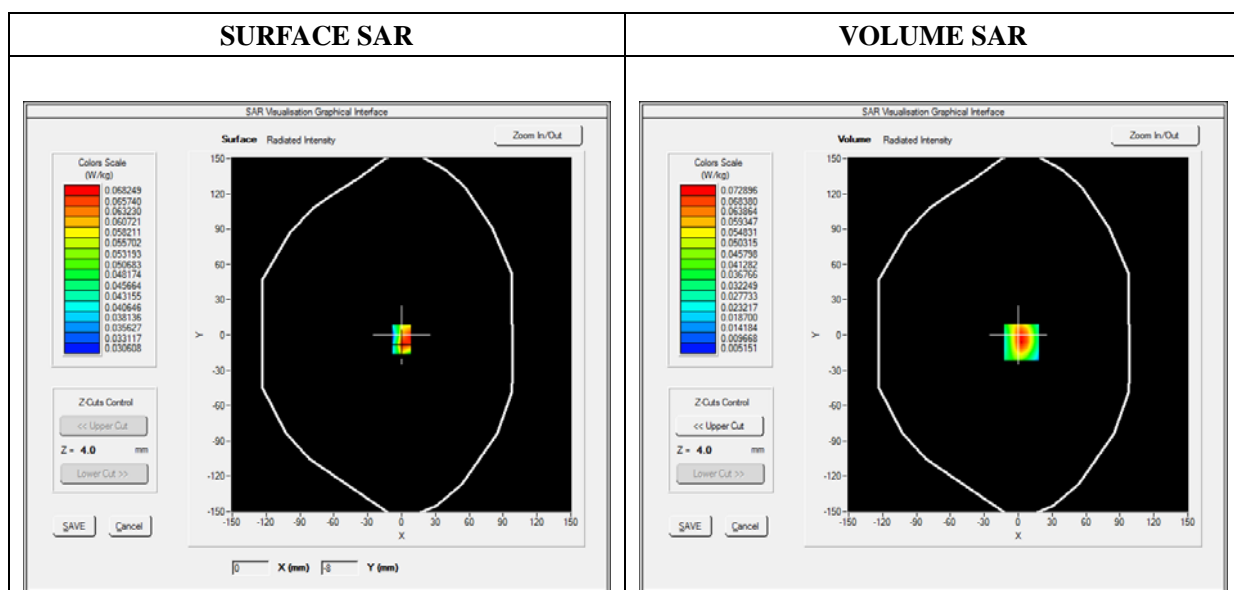 SURFACE SAR
VOLUME SAR
SAR Visualisation Graphical Interface
Surface Radiated Intensity
Zoom In/Out
Colors Scale
(W/kg)
0.068249
0.065740
0.063230
0.060721
0.058211
0.055702
0.053193
0.050683
0.048174
0.045664
0.043155
0.040646
0.038136
0.035627
0.033117
0.030608
Z-Cuts Control
<< Upper Cut
Z = 4.0 mm
Lower Cut >>
SAVE Cancel
150
120
90
60
30
0
-30
-60
-90
-120
-150
Y
-150 -120 -90 -60 -30 0 30 60 90 120 150
X
0 X (mm) -8 Y (mm)
SAR Visualisation Graphical Interface
Volume Radiated Intensity
Zoom In/Out
Colors Scale
(W/kg)
0.072896
0.068380
0.063864
0.059347
0.054831
0.050315
0.045798
0.041282
0.036766
0.032249
0.027733
0.023217
0.018700
0.014184
0.009668
0.005151
Z-Cuts Control
<< Upper Cut
Z = 4.0 mm
Lower Cut >>
SAVE Cancel
150
120
90
60
30
0
-30
-60
-90
-120
-150
Y
-150 -120 -90 -60 -30 0 30 60 90 120 150
X